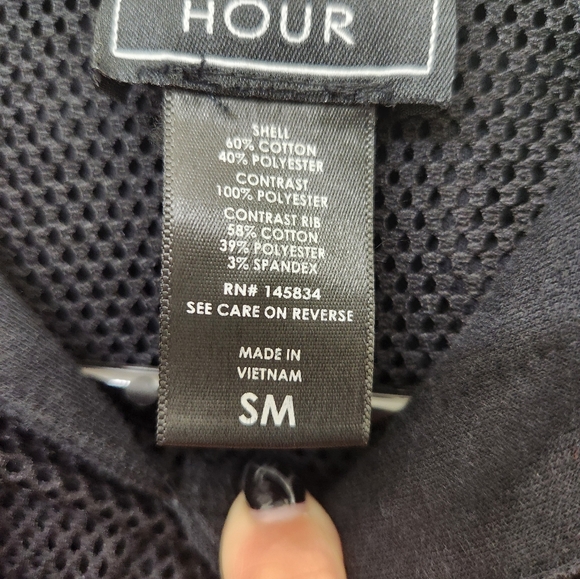 HOUR
SHELL
60% COTTON
40% POLYESTER
CONTRAST
100% POLYESTER
CONTRAST RIB
58% COTTON
39% POLYESTER
3% SPANDEX
RN# 145834
SEE CARE ON REVERSE
MADE IN
VIETNAM
SM